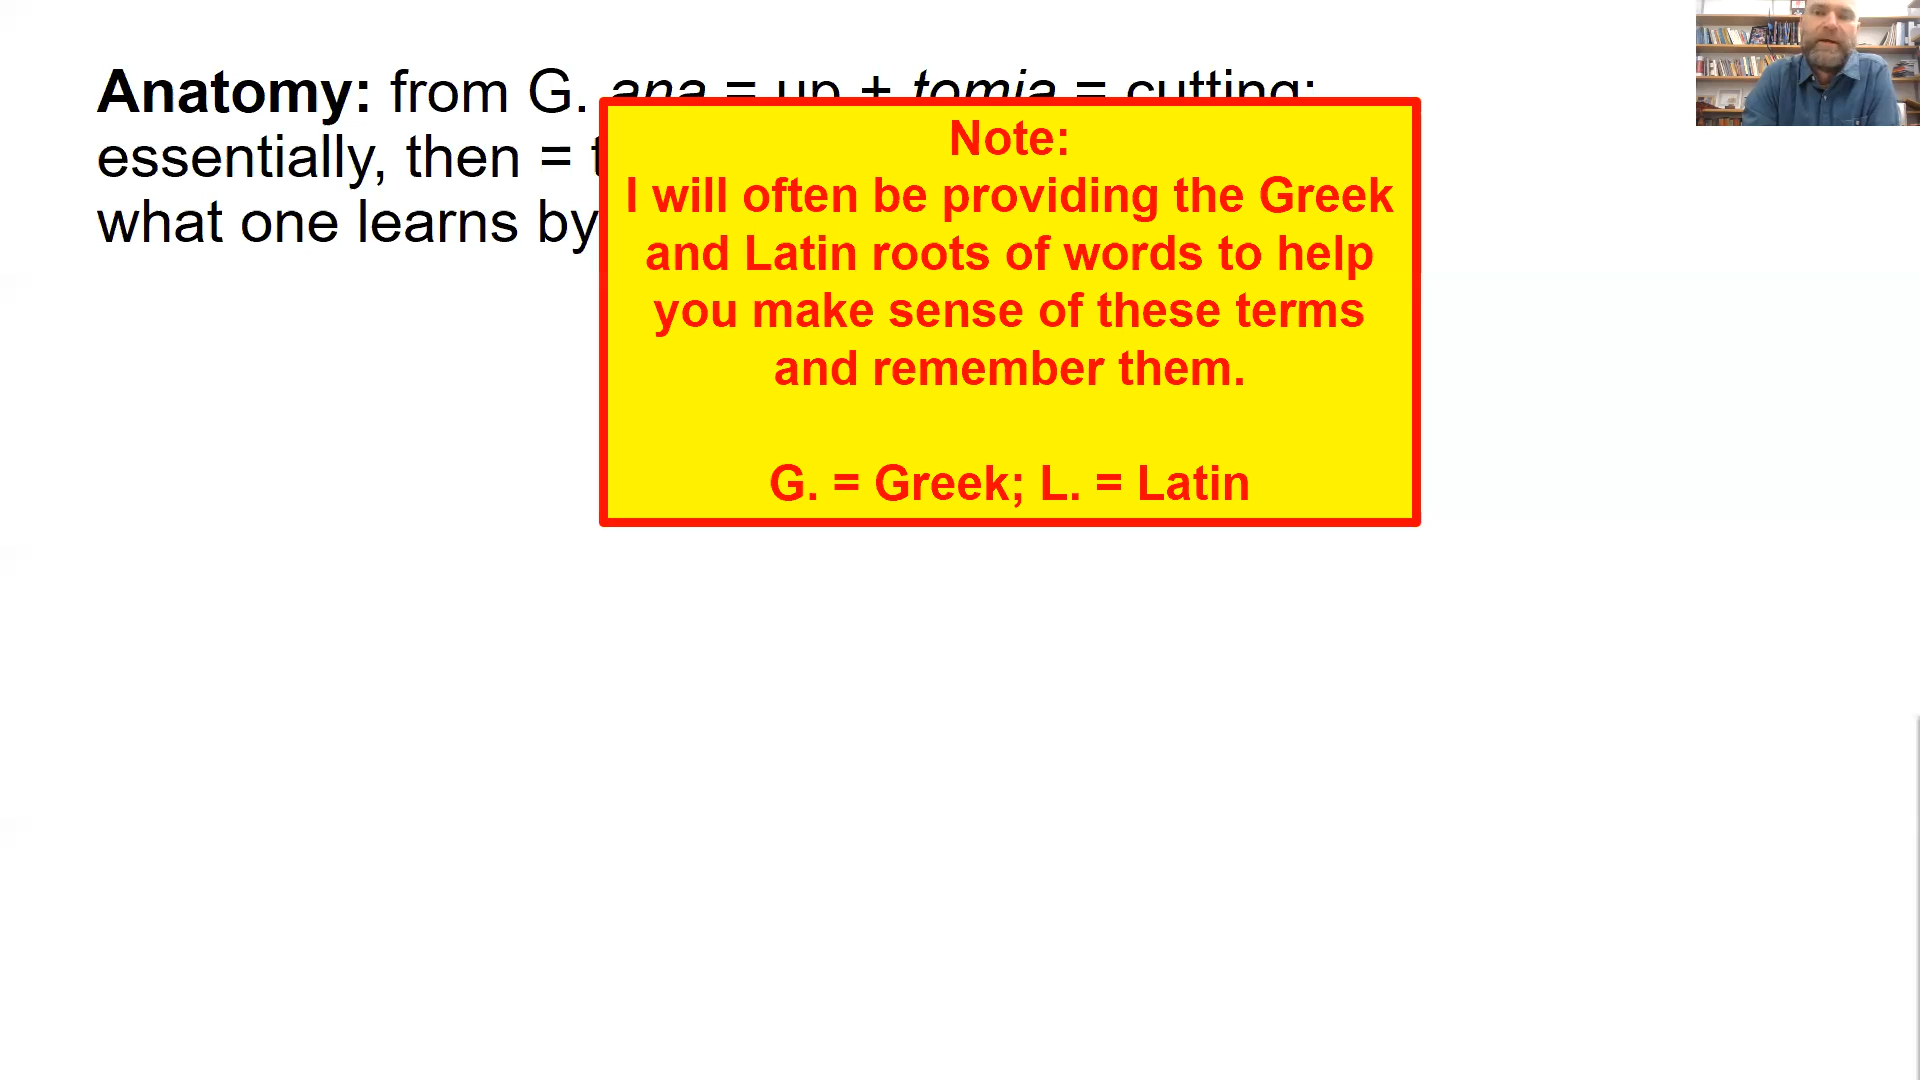 Anatomy: from G. ana = up + tomia = cutting;
essentially, then =
what one learns by
Note:
I will often be providing the Greek
and Latin roots of words to help
you make sense of these terms
and remember them.
G. = Greek; L. = Latin